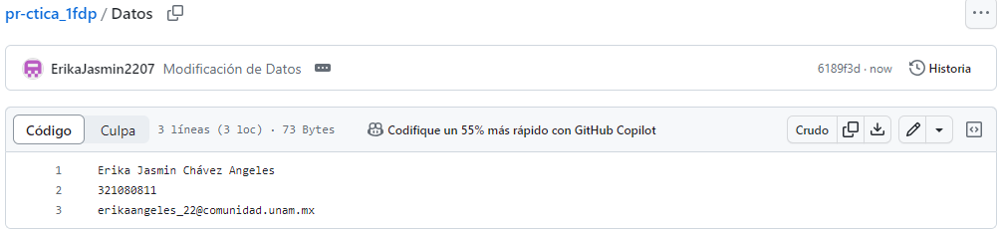 pr-ctica_1fdp / Datos
ErikaJasmin2207 Modificación de Datos 6189f3d · now Historia
Código Culpa 3 líneas (3 loc) · 73 Bytes Codifique un 55% más rápido con GitHub Copilot Crudo
1 Erika Jasmin Chávez Angeles
2 321080811
3 erikaangeles_22@comunidad.unam.mx